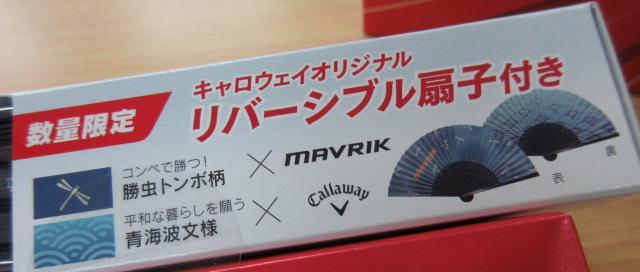 数量限定
キャロウェイオリジナル
リバーシブル扇子付き
コンペで勝つ!
勝虫トンボ柄
× MAVRIK
平和な暮らしを願う
青海波文様
× Callaway
表
裏